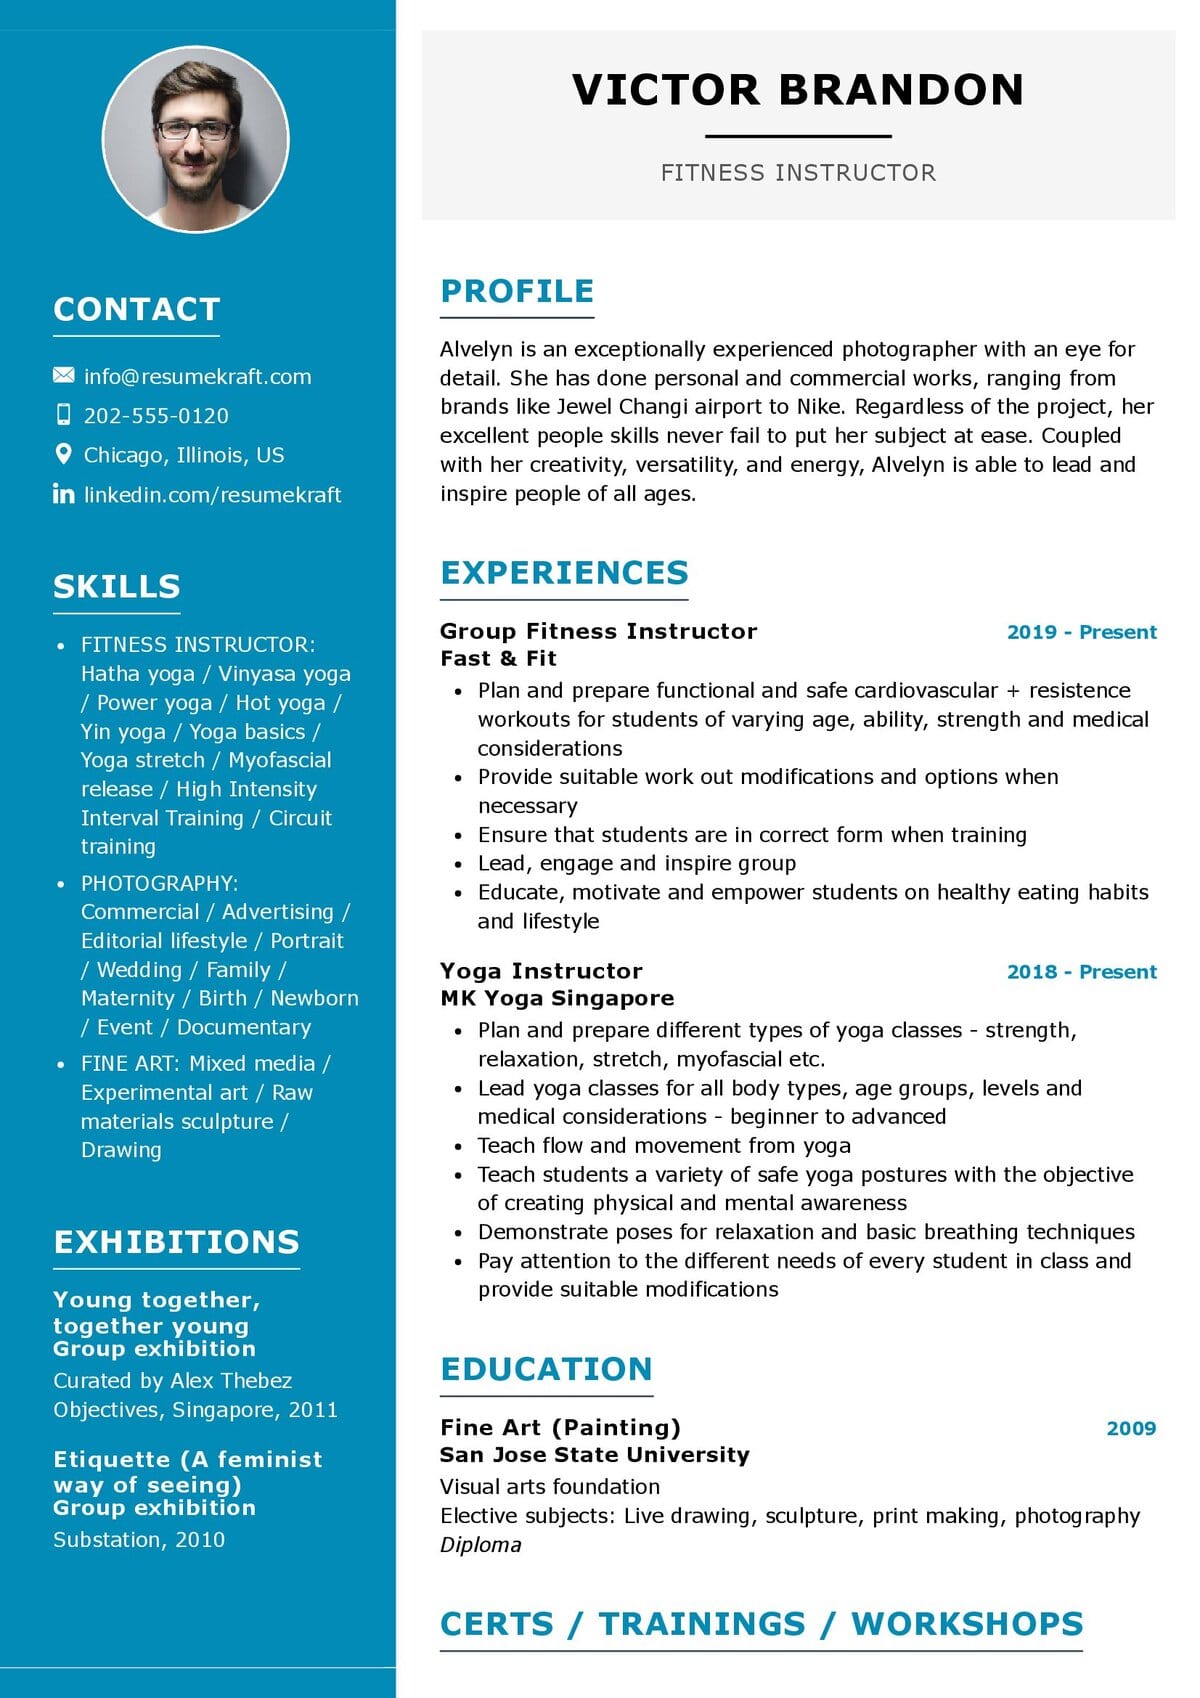 CONTACT
info@resumekraft.com
202-555-0120
Chicago, Illinois, US
linkedin.com/resumekraft
SKILLS
• FITNESS INSTRUCTOR:
Hatha yoga / Vinyasa yoga
/ Power yoga / Hot yoga /
Yin yoga / Yoga basics /
Yoga stretch / Myofascial
release / High Intensity
Interval Training / Circuit
training
• PHOTOGRAPHY:
Commercial / Advertising /
Editorial lifestyle / Portrait
/ Wedding / Family /
Maternity / Birth / Newborn
/ Event / Documentary
• FINE ART: Mixed media /
Experimental art / Raw
materials sculpture /
Drawing
EXHIBITIONS
Young together,
together young
Group exhibition
Curated by Alex Thebez
Objectives, Singapore, 2011
Etiquette (A feminist
way of seeing)
Group exhibition
Substation, 2010
VICTOR BRANDON
FITNESS INSTRUCTOR
PROFILE
Alvelyn is an exceptionally experienced photographer with an eye for
detail. She has done personal and commercial works, ranging from
brands like Jewel Changi airport to Nike. Regardless of the project, her
excellent people skills never fail to put her subject at ease. Coupled
with her creativity, versatility, and energy, Alvelyn is able to lead and
inspire people of all ages.
EXPERIENCES
Group Fitness Instructor 2019 - Present
Fast & Fit
• Plan and prepare functional and safe cardiovascular + resistence
workouts for students of varying age, ability, strength and medical
considerations
• Provide suitable work out modifications and options when
necessary
• Ensure that students are in correct form when training
• Lead, engage and inspire group
• Educate, motivate and empower students on healthy eating habits
and lifestyle
Yoga Instructor 2018 - Present
MK Yoga Singapore
• Plan and prepare different types of yoga classes - strength,
relaxation, stretch, myofascial etc.
• Lead yoga classes for all body types, age groups, levels and
medical considerations - beginner to advanced
• Teach flow and movement from yoga
• Teach students a variety of safe yoga postures with the objective
of creating physical and mental awareness
• Demonstrate poses for relaxation and basic breathing techniques
• Pay attention to the different needs of every student in class and
provide suitable modifications
EDUCATION
Fine Art (Painting) 2009
San Jose State University
Visual arts foundation
Elective subjects: Live drawing, sculpture, print making, photography
Diploma
CERTS / TRAININGS / WORKSHOPS